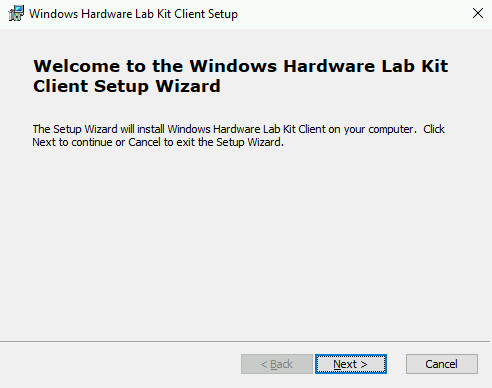 Windows Hardware Lab Kit Client Setup
Welcome to the Windows Hardware Lab Kit
Client Setup Wizard
The Setup Wizard will install Windows Hardware Lab Kit Client on your computer.  Click
Next to continue or Cancel to exit the Setup Wizard.
< Back
Next >
Cancel